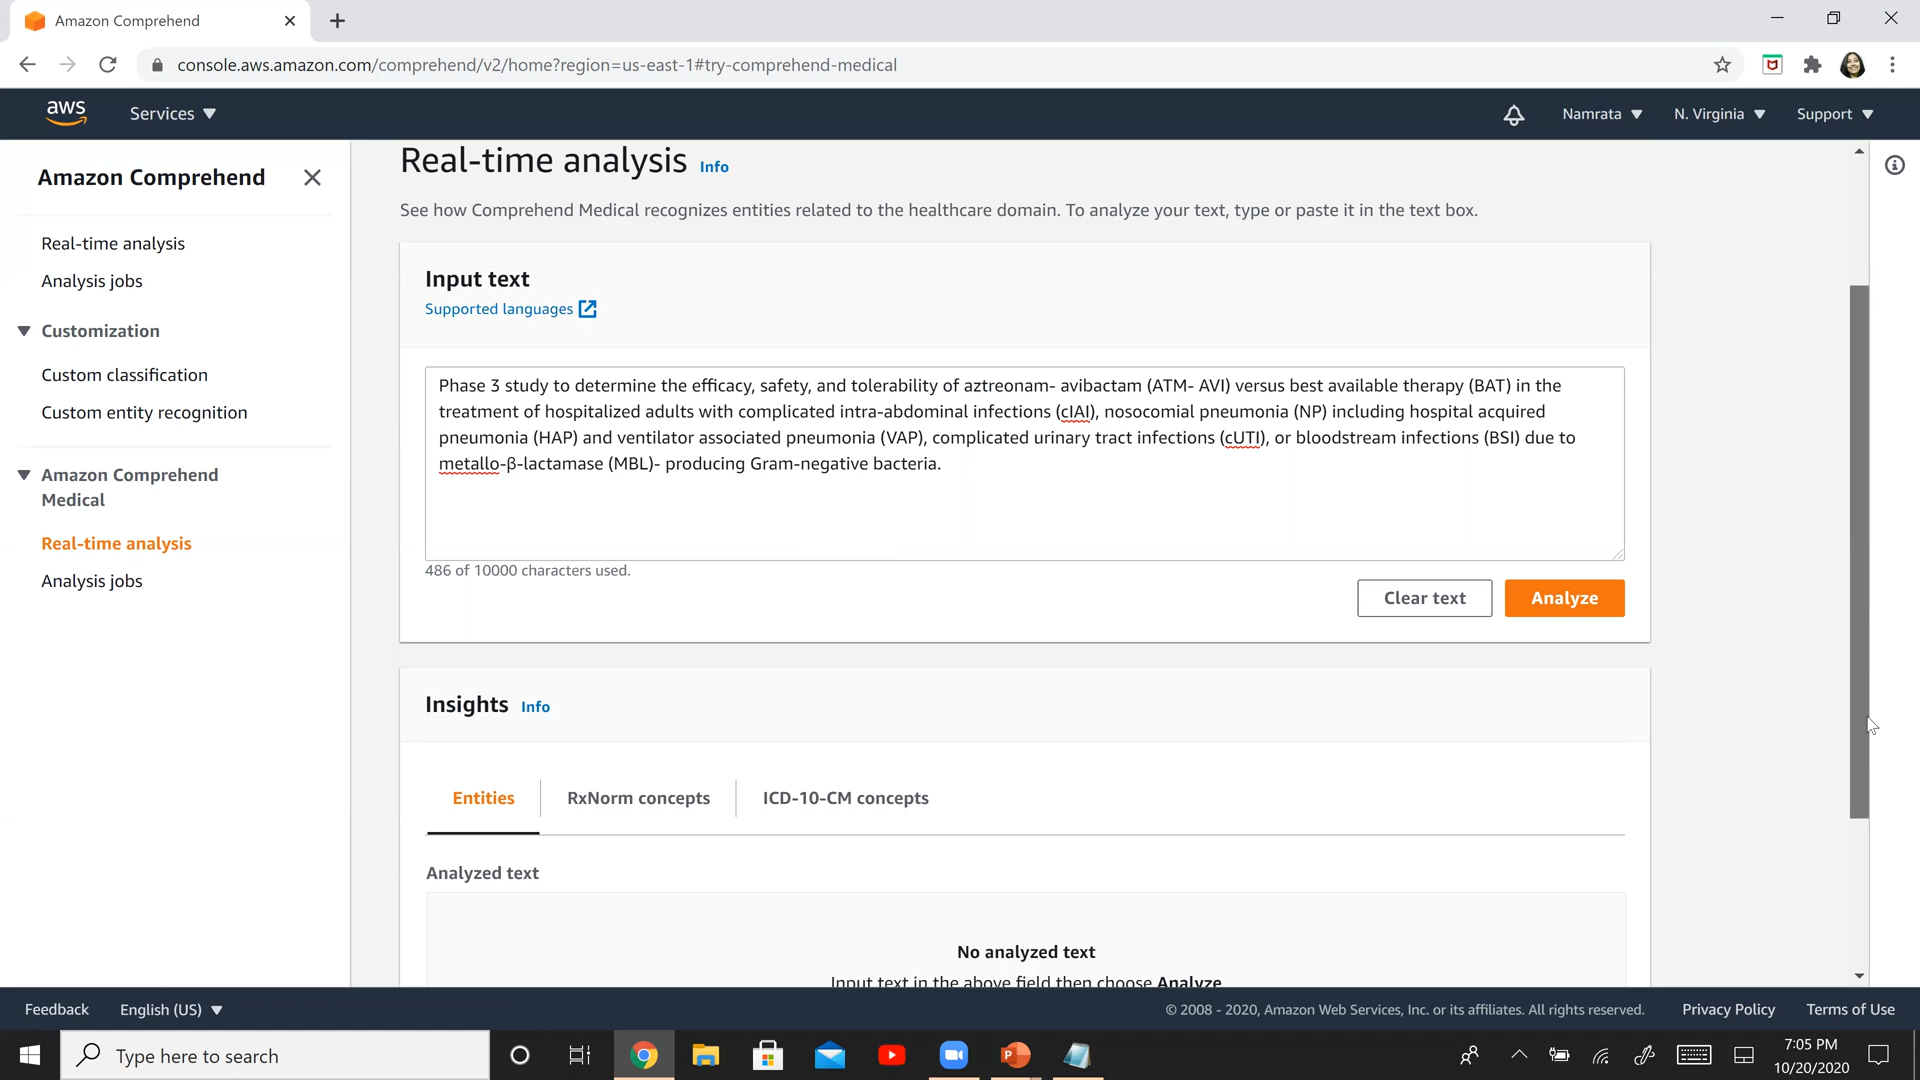 Amazon Comprehend
console.aws.amazon.com/comprehend/v2/home?region=us-east-1#try-comprehend-medical
aws
Services
Namrata
N. Virginia
Support
Amazon Comprehend
Real-time analysis
Analysis jobs
Customization
Custom classification
Custom entity recognition
Amazon Comprehend
Medical
Real-time analysis
Analysis jobs
Real-time analysis Info
See how Comprehend Medical recognizes entities related to the healthcare domain. To analyze your text, type or paste it in the text box.
Input text
Supported languages
Phase 3 study to determine the efficacy, safety, and tolerability of aztreonam- avibactam (ATM- AVI) versus best available therapy (BAT) in the
treatment of hospitalized adults with complicated intra-abdominal infections (cIAI), nosocomial pneumonia (NP) including hospital acquired
pneumonia (HAP) and ventilator associated pneumonia (VAP), complicated urinary tract infections (cUTI), or bloodstream infections (BSI) due to
metallo-β-lactamase (MBL)- producing Gram-negative bacteria.
486 of 10000 characters used.
Clear text
Analyze
Insights Info
Entities
RxNorm concepts
ICD-10-CM concepts
Analyzed text
No analyzed text
Input text in the above field then choose Analyze
Feedback
English (US)
© 2008 - 2020, Amazon Web Services, Inc. or its affiliates. All rights reserved.
Privacy Policy
Terms of Use
Type here to search
7:05 PM
10/20/2020